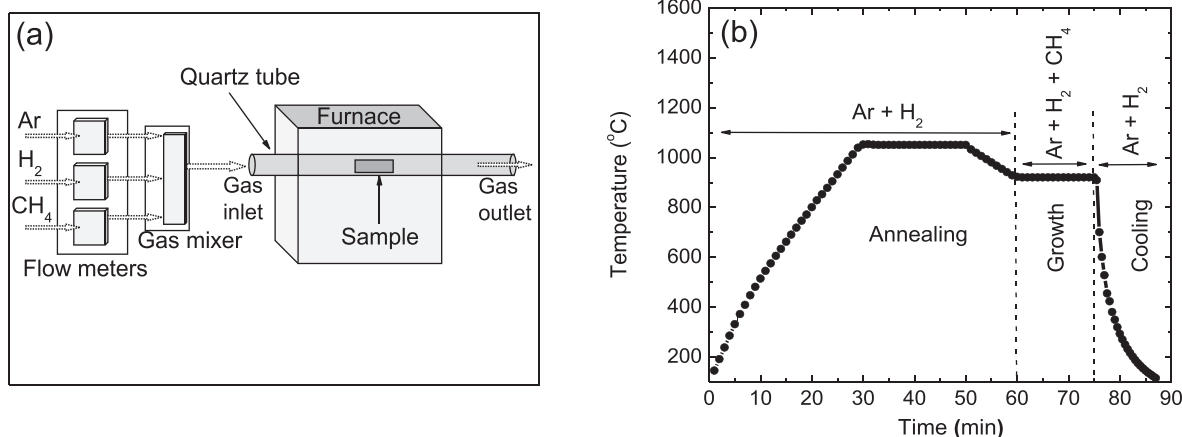 (a)
Quartz tube
Furnace
Ar
H2
CH4
Gas
inlet
Gas
outlet
Sample
Gas mixer
Flow meters
(b)
Temperature (°C)
1600
1400
1200
1000
800
600
400
200
Ar + H2
Ar + H2 + CH4
Ar + H2
Annealing
Growth
Cooling
0 10 20 30 40 50 60 70 80 90
Time (min)